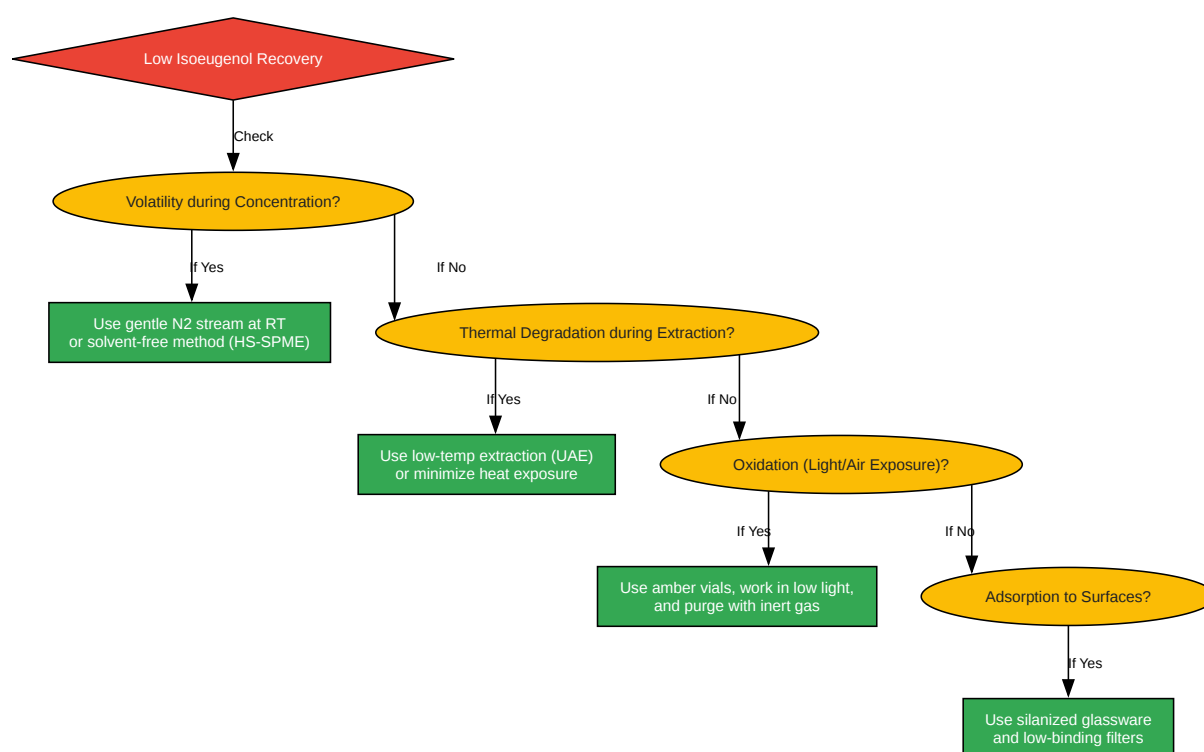 Low Isoeugenol Recovery
Check
Volatility during Concentration?
If Yes
If No
Use gentle N2 stream at RT
or solvent-free method (HS-SPME)
Thermal Degradation during Extraction?
If Yes
If No
Use low-temp extraction (UAE)
or minimize heat exposure
Oxidation (Light/Air Exposure)?
If Yes
If No
Use amber vials, work in low light,
and purge with inert gas
Adsorption to Surfaces?
If Yes
Use silanized glassware
and low-binding filters